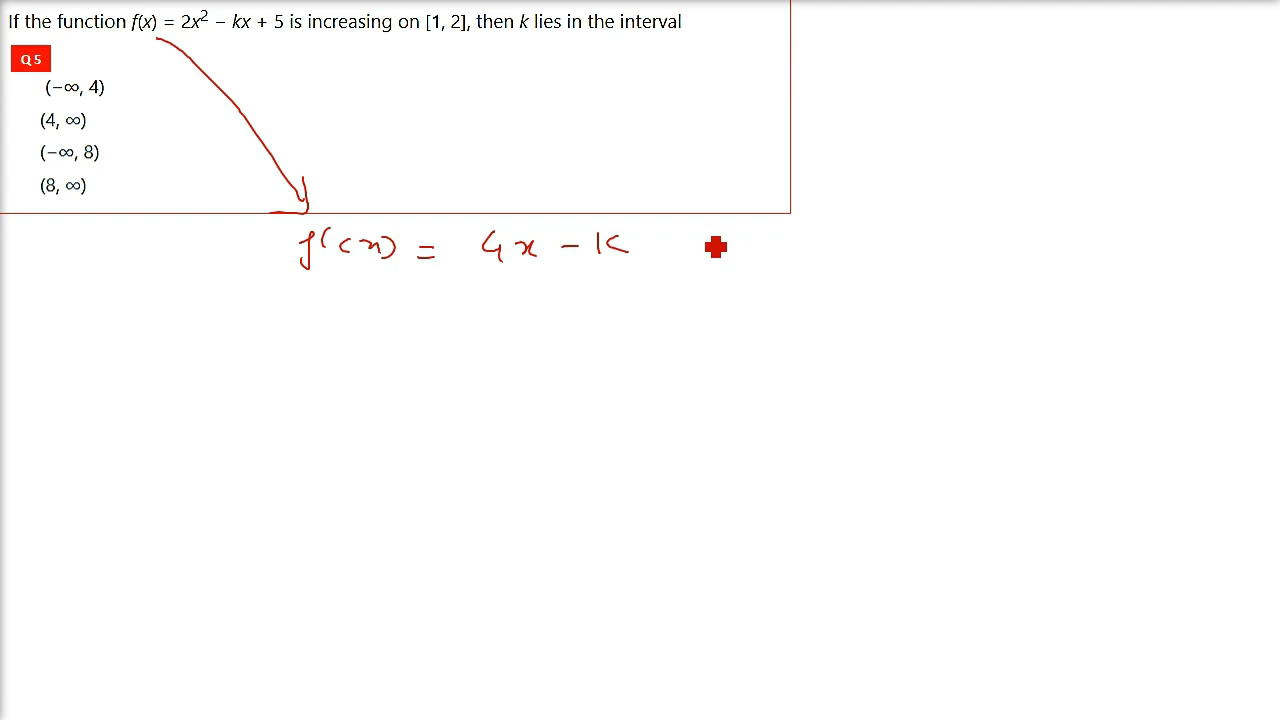 If the function f(x) = 2x² − kx + 5 is increasing on [1, 2], then k lies in the interval
Q 5
(−∞, 4)
(4, ∞)
(−∞, 8)
(8, ∞)
f'(x) = 4x − k